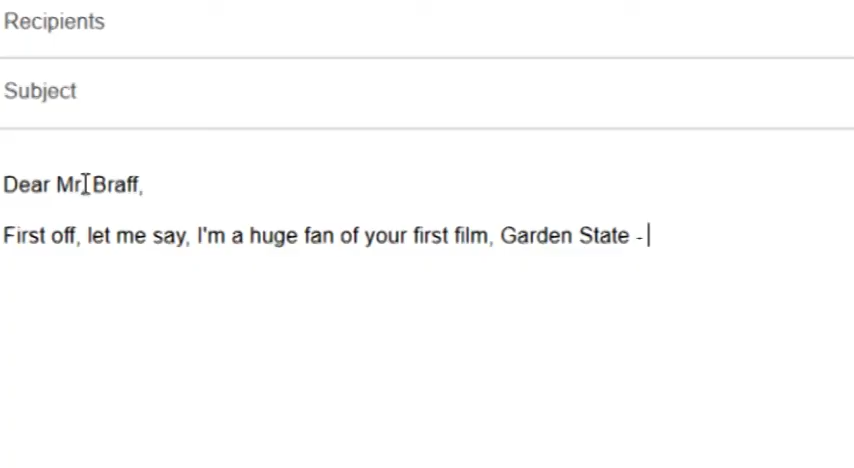 Recipients
Subject
Dear Mr Braff,
First off, let me say, I'm a huge fan of your first film, Garden State -